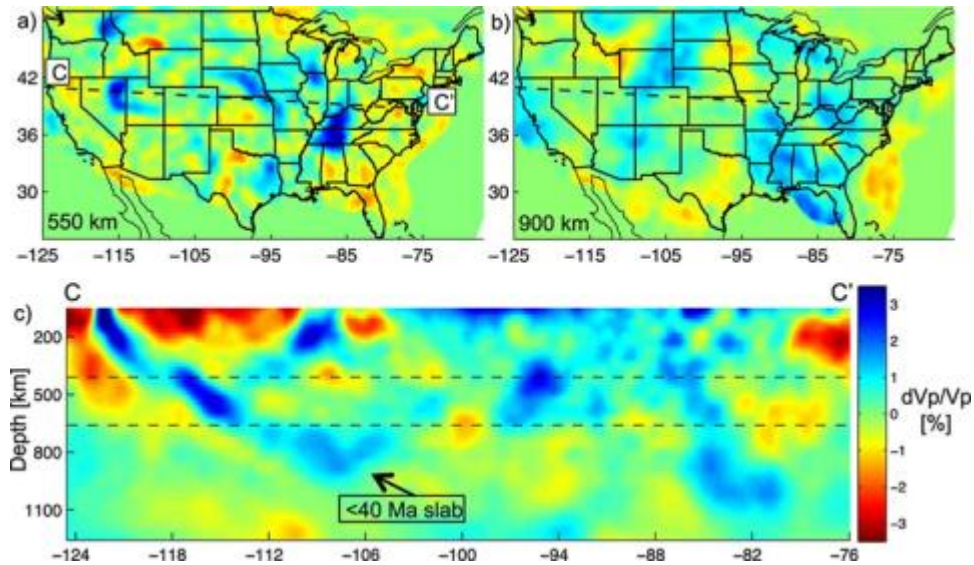 a)
b)
42
36
30
C
C'
550 km
900 km
−125 −115 −105 −95 −85 −75
−125 −115 −105 −95 −85 −75
C
C'
c)
200
500
800
1100
Depth [km]
<40 Ma slab
−124 −118 −112 −106 −100 −94 −88 −82 −76
3
2
1
0
−1
−2
−3
dVp/Vp
[%]
42
36
30